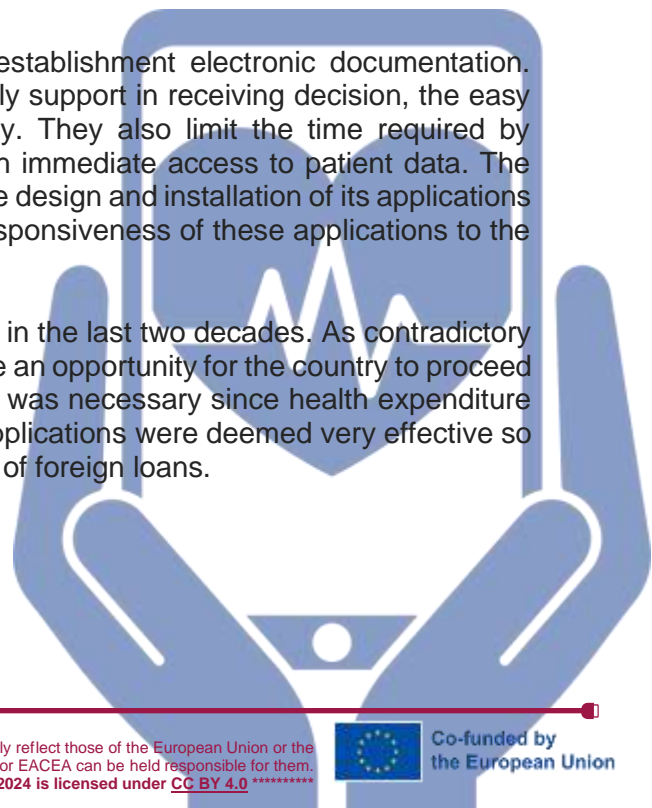 establishment electronic documentation.
ly support in receiving decision, the easy
y. They also limit the time required by
immediate access to patient data. The
e design and installation of its applications
sponsiveness of these applications to the
in the last two decades. As contradictory
e an opportunity for the country to proceed
was necessary since health expenditure
pplications were deemed very effective so
of foreign loans.
ly reflect those of the European Union or the
or EACEA can be held responsible for them.
2024 is licensed under CC BY 4.0 **********
Co-funded by
the European Union